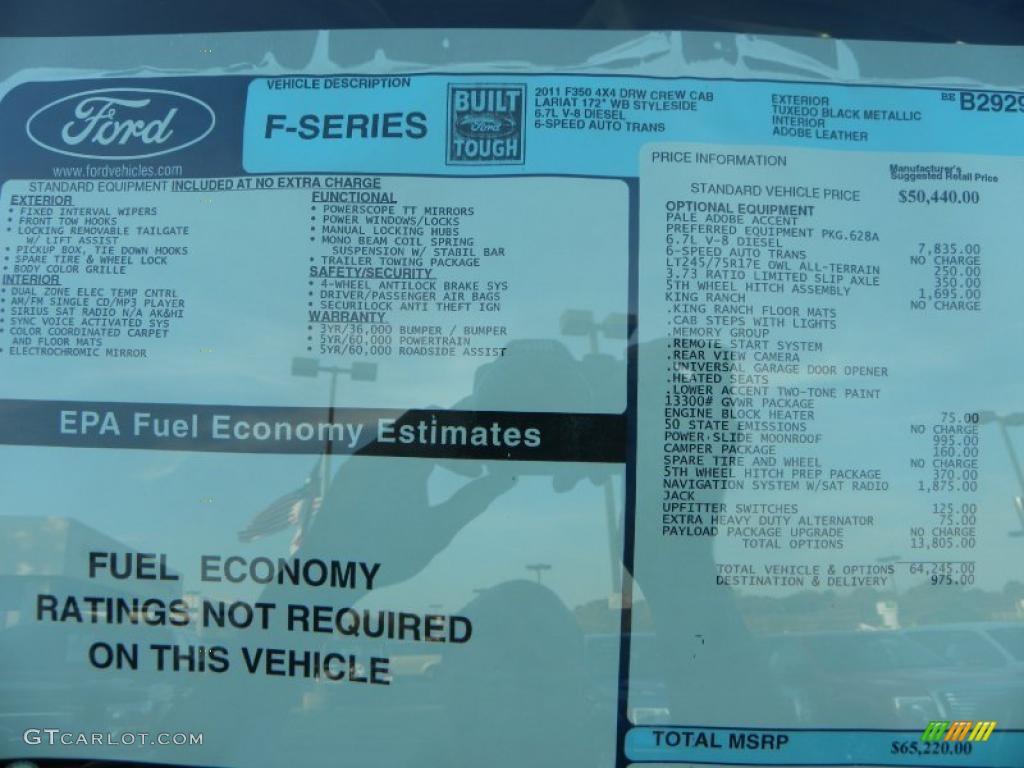 Ford
www.fordvehicles.com
VEHICLE DESCRIPTION
F-SERIES
BUILT
Ford
TOUGH
2011 F350 4X4 DRW CREW CAB
LARIAT 172" WB STYLESIDE
6.7L V-8 DIESEL
6-SPEED AUTO TRANS
EXTERIOR
TUXEDO BLACK METALLIC
INTERIOR
ADOBE LEATHER
BE B2929
STANDARD EQUIPMENT INCLUDED AT NO EXTRA CHARGE
EXTERIOR
• FIXED INTERVAL WIPERS
• FRONT TOW HOOKS
• LOCKING REMOVABLE TAILGATE
W/ LIFT ASSIST
• PICKUP BOX, TIE DOWN HOOKS
• SPARE TIRE & WHEEL LOCK
• BODY COLOR GRILLE
INTERIOR
• DUAL ZONE ELEC TEMP CNTRL
• AM/FM SINGLE CD/MP3 PLAYER
• SIRIUS SAT RADIO N/A AK&HI
• SYNC VOICE ACTIVATED SYS
• COLOR COORDINATED CARPET
AND FLOOR MATS
• ELECTROCHROMIC MIRROR
FUNCTIONAL
• POWERSCOPE TT MIRRORS
• POWER WINDOWS/LOCKS
• MANUAL LOCKING HUBS
• MONO BEAM COIL SPRING
SUSPENSION W/ STABIL BAR
• TRAILER TOWING PACKAGE
SAFETY/SECURITY
• 4-WHEEL ANTILOCK BRAKE SYS
• DRIVER/PASSENGER AIR BAGS
• SECURILOCK ANTI THEFT IGN
WARRANTY
• 3YR/36,000 BUMPER / BUMPER
• 5YR/60,000 POWERTRAIN
• 5YR/60,000 ROADSIDE ASSIST
EPA Fuel Economy Estimates
FUEL ECONOMY
RATINGS NOT REQUIRED
ON THIS VEHICLE
PRICE INFORMATION
Manufacturer's
Suggested Retail Price
STANDARD VEHICLE PRICE $50,440.00
OPTIONAL EQUIPMENT
PALE ADOBE ACCENT
PREFERRED EQUIPMENT PKG.628A
6.7L V-8 DIESEL 7,835.00
6-SPEED AUTO TRANS NO CHARGE
LT245/75R17E OWL ALL-TERRAIN 250.00
3.73 RATIO LIMITED SLIP AXLE 350.00
5TH WHEEL HITCH ASSEMBLY 1,695.00
KING RANCH NO CHARGE
.KING RANCH FLOOR MATS
.CAB STEPS WITH LIGHTS
.MEMORY GROUP
.REMOTE START SYSTEM
.REAR VIEW CAMERA
.UNIVERSAL GARAGE DOOR OPENER
.HEATED SEATS
.LOWER ACCENT TWO-TONE PAINT
13300# GVWR PACKAGE
ENGINE BLOCK HEATER 75.00
50 STATE EMISSIONS NO CHARGE
POWER-SLIDE MOONROOF 995.00
CAMPER PACKAGE 160.00
SPARE TIRE AND WHEEL NO CHARGE
5TH WHEEL HITCH PREP PACKAGE 370.00
NAVIGATION SYSTEM W/SAT RADIO 1,875.00
JACK
UPFITTER SWITCHES 125.00
EXTRA HEAVY DUTY ALTERNATOR 75.00
PAYLOAD PACKAGE UPGRADE NO CHARGE
TOTAL OPTIONS 13,805.00
TOTAL VEHICLE & OPTIONS 64,245.00
DESTINATION & DELIVERY 975.00
TOTAL MSRP $65,220.00
GTCARLOT.COM